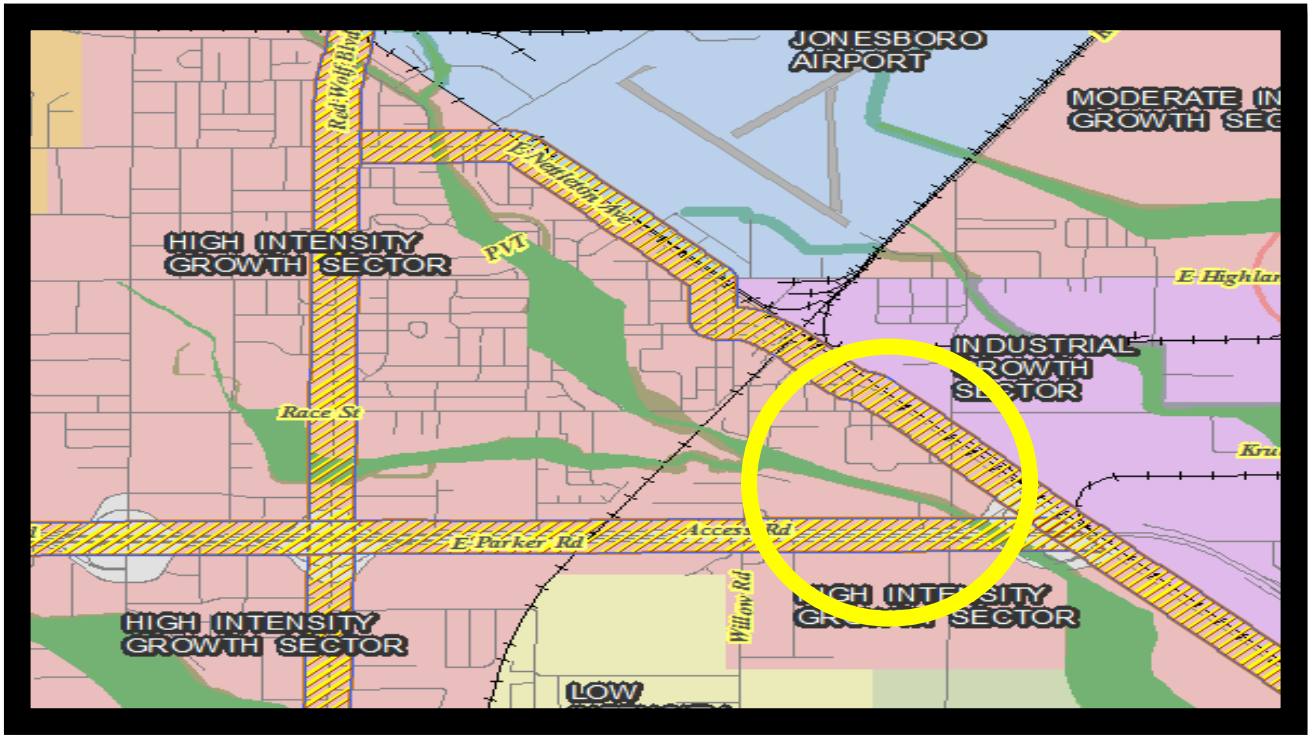 JONESBORO
AIRPORT
Red Wolf Blvd
MODERATE IN
GROWTH SEC
E Nettleton Ave
HIGH INTENSITY
GROWTH SECTOR
PVT
E Highlan
INDUSTRIAL
GROWTH
SECTOR
Race St
Kru
Access Rd
E Parker Rd
Willow Rd
HIGH INTENSITY
GROWTH SECTOR
HIGH INTENSITY
GROWTH SECTOR
LOW